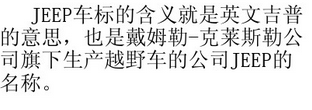 JEEP车标的含义就是英文吉普
的意思，也是戴姆勒-克莱斯勒公
司旗下生产越野车的公司JEEP的
名称。